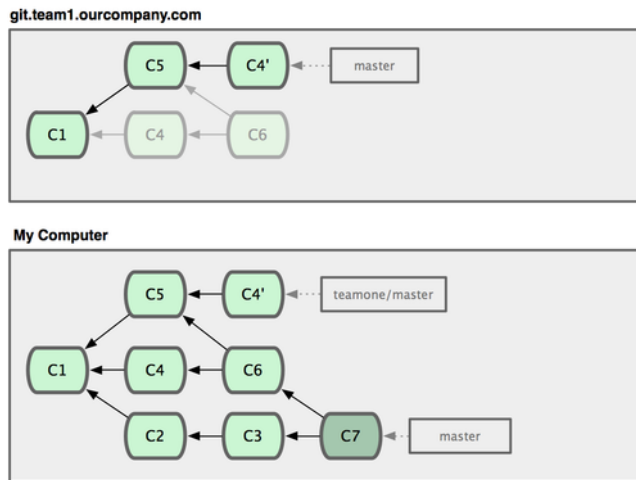 git.team1.ourcompany.com
C5 C4' master
C1 C4 C6
My Computer
C5 C4' teamone/master
C1 C4 C6
C2 C3 C7 master